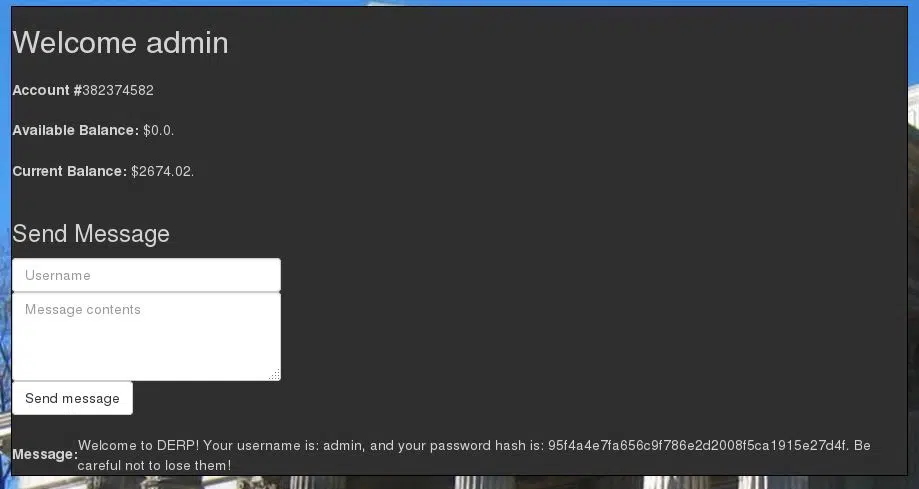 Welcome admin
Account #382374582
Available Balance: $0.0.
Current Balance: $2674.02.
Send Message
Username
Message contents
Send message
Message: Welcome to DERP! Your username is: admin, and your password hash is: 95f4a4e7fa656c9f786e2d2008f5ca1915e27d4f. Be
careful not to lose them!